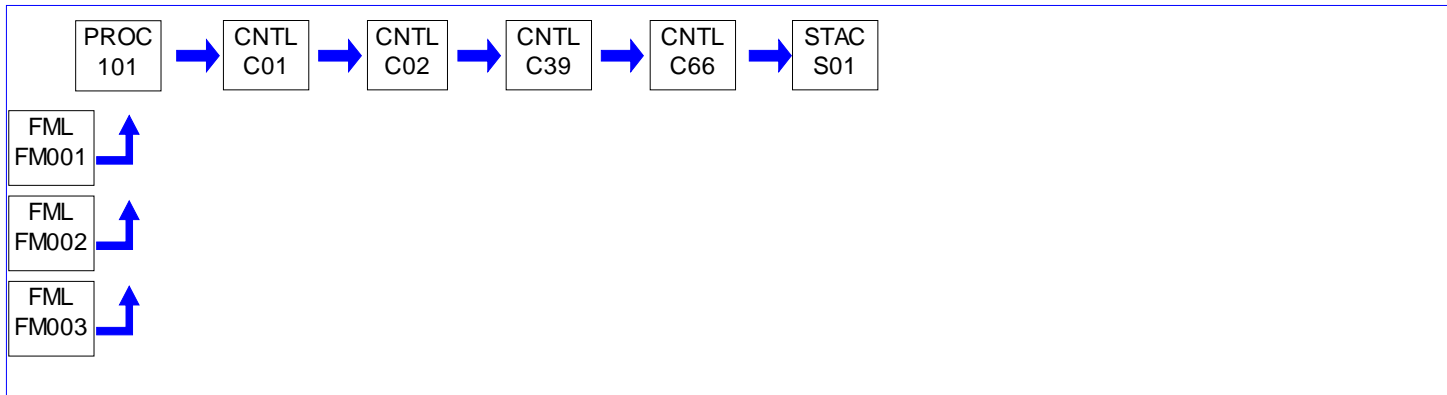 PROC
101
CNTL
C01
CNTL
C02
CNTL
C39
CNTL
C66
STAC
S01
FML
FM001
FML
FM002
FML
FM003